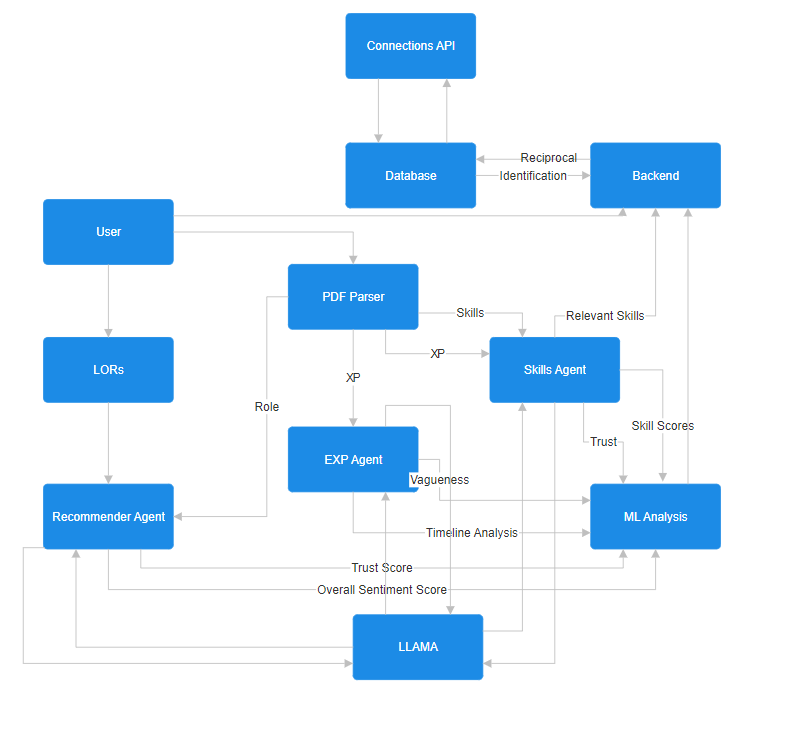 Connections API
Reciprocal
Database
Identification
Backend
User
PDF Parser
Skills
Relevant Skills
XP
LORs
XP
Skills Agent
Role
Skill Scores
Trust
EXP Agent
Vagueness
Recommender Agent
ML Analysis
Timeline Analysis
Trust Score
Overall Sentiment Score
LLAMA